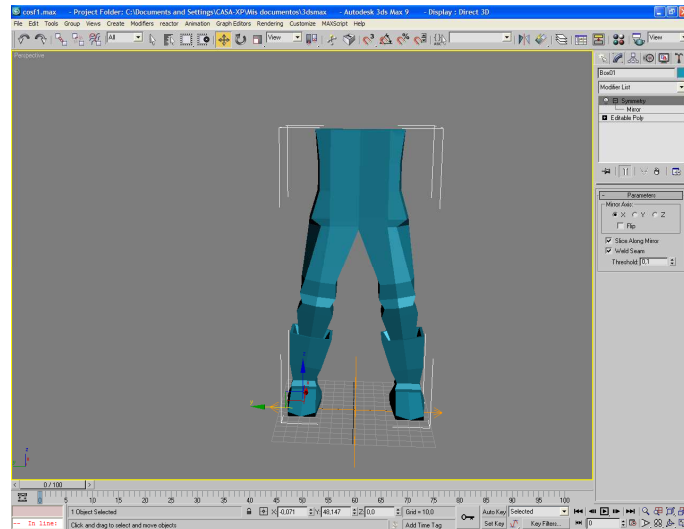 cosf1.max - Project Folder: C:\Documents and Settings\CASA-XP\Mis documentos\3dsmax - Autodesk 3ds Max 9 - Display : Direct 3D
File Edit Tools Group Views Create Modifiers reactor Animation Graph Editors Rendering Customize MAXScript Help
All View View
Perspective
Box01
Modifier List
Symmetry
Mirror
Editable Poly
- Parameters
Mirror Axis:
X Y Z
Flip
Slice Along Mirror
Weld Seam
Threshold: 0,1
z
y
0 / 100
0 5 10 15 20 25 30 35 40 45 50 55 60 65 70 75 80 85 90 95 100
1 Object Selected X: -0,071 Y: 48,147 Z: 0,0 Grid = 10,0 Auto Key Selected
-- In line: Click and drag to select and move objects Add Time Tag Set Key Key Filters... 0